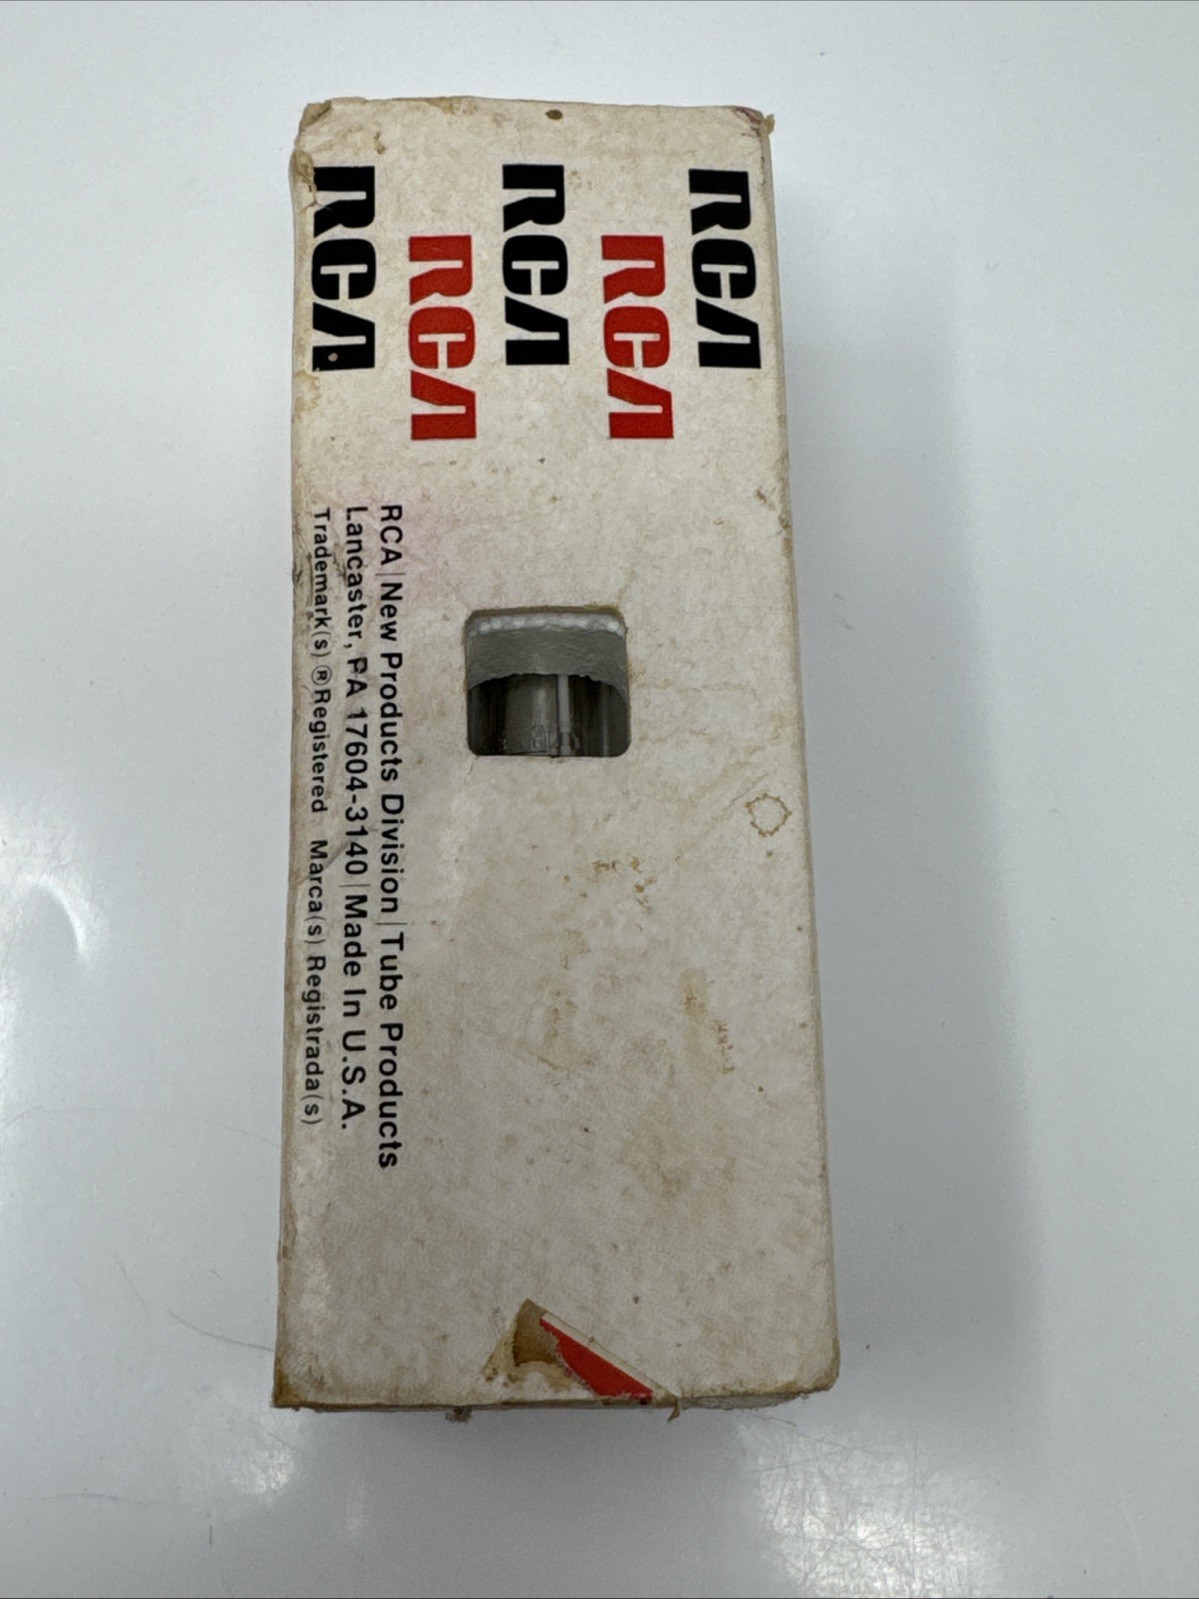 RCA
RCA
RCA
RCA
RCA
RCA|New Products Division|Tube Products
Lancaster, PA 17604-3140|Made In U.S.A.
Trademark(s) ®Registered Marca(s) Registrada(s)